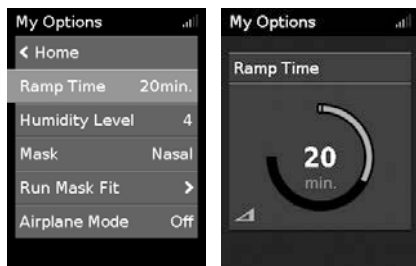 My Options
< Home
Ramp Time 20min.
Humidity Level 4
Mask Nasal
Run Mask Fit >
Airplane Mode Off
My Options
Ramp Time
20
min.